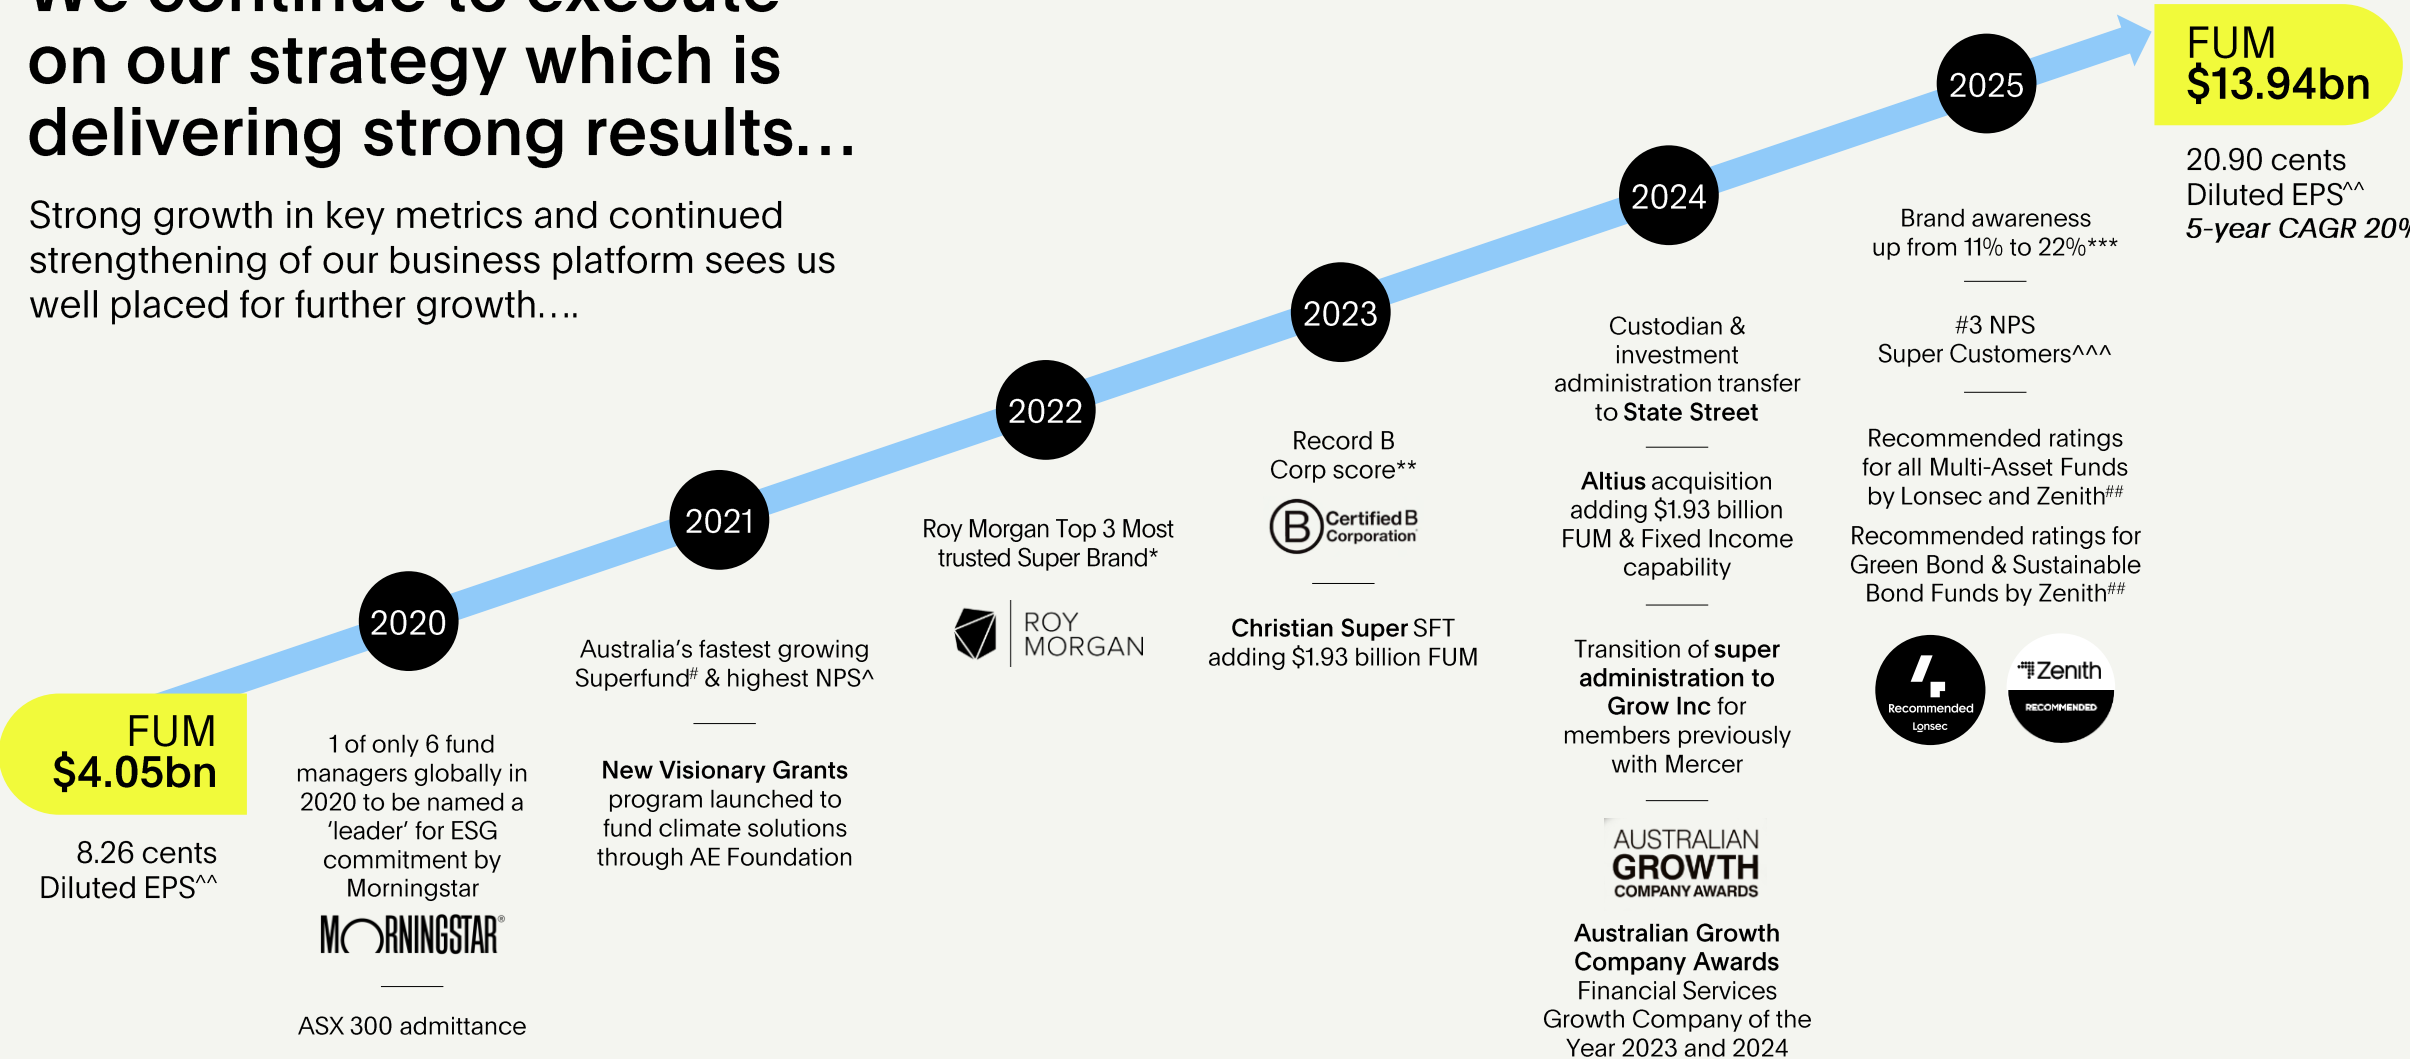 We continue to execute
on our strategy which is
delivering strong results...
Strong growth in key metrics and continued
strengthening of our business platform sees us
well placed for further growth....
FUM
$4.05bn
8.26 cents
Diluted EPS^^
2020
1 of only 6 fund
managers globally in
2020 to be named a
‘leader’ for ESG
commitment by
Morningstar
MORNINGSTAR®
ASX 300 admittance
2021
Australia’s fastest growing
Superfund# & highest NPS^
New Visionary Grants
program launched to
fund climate solutions
through AE Foundation
2022
Roy Morgan Top 3 Most
trusted Super Brand*
ROY
MORGAN
2023
Record B
Corp score**
B
Certified B
Corporation
Christian Super SFT
adding $1.93 billion FUM
2024
Custodian &
investment
administration transfer
to State Street
Altius acquisition
adding $1.93 billion
FUM & Fixed Income
capability
Transition of super
administration to
Grow Inc for
members previously
with Mercer
AUSTRALIAN
GROWTH
COMPANY AWARDS
Australian Growth
Company Awards
Financial Services
Growth Company of the
Year 2023 and 2024
2025
Brand awareness
up from 11% to 22%***
#3 NPS
Super Customers^^^
Recommended ratings
for all Multi-Asset Funds
by Lonsec and Zenith##
Recommended ratings for
Green Bond & Sustainable
Bond Funds by Zenith##
Recommended
Lonsec
Zenith
RECOMMENDED
FUM
$13.94bn
20.90 cents
Diluted EPS^^
5-year CAGR 20%